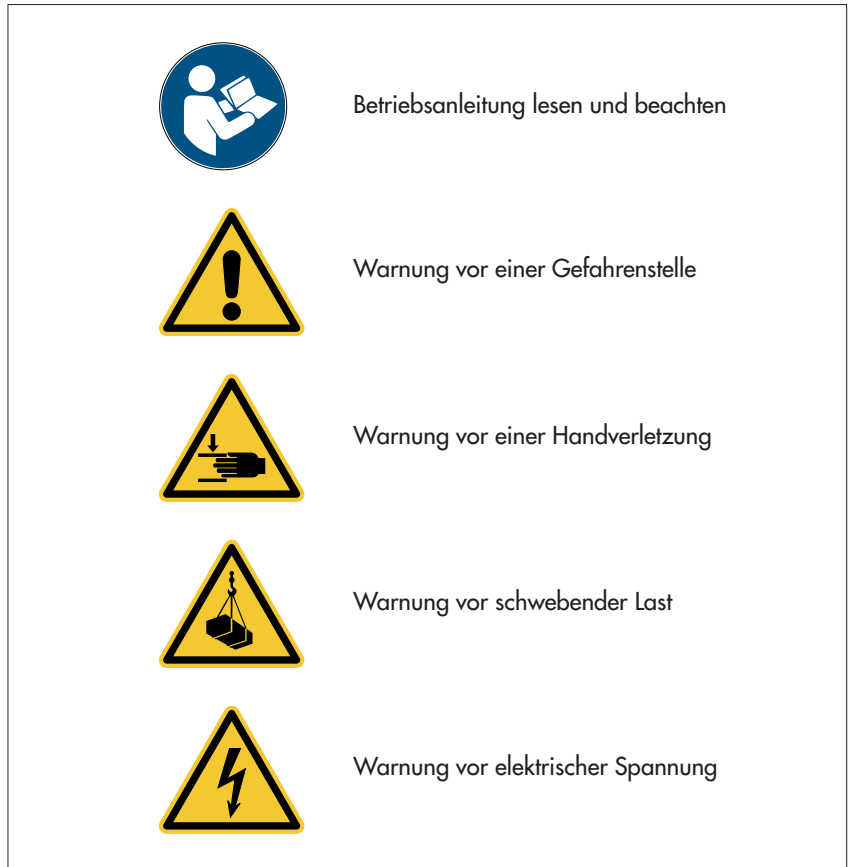 Betriebsanleitung lesen und beachten
Warnung vor einer Gefahrenstelle
Warnung vor einer Handverletzung
Warnung vor schwebender Last
Warnung vor elektrischer Spannung